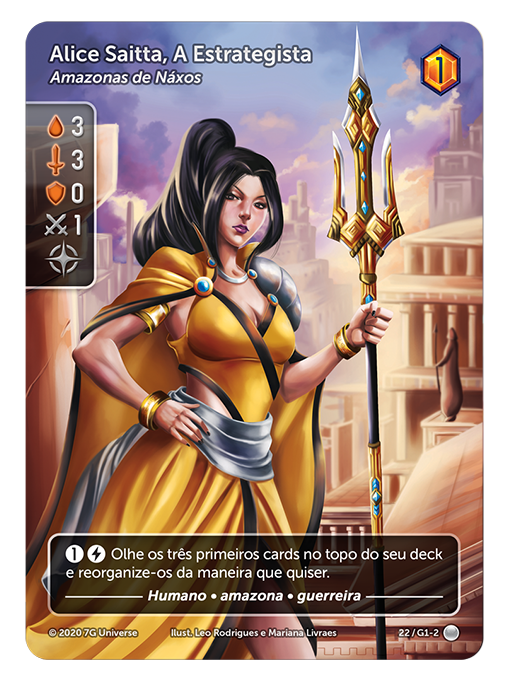 Alice Saitta, A Estrategista
Amazonas de Náxos
1
3
3
0
1
1 Olhe os três primeiros cards no topo do seu deck
e reorganize-os da maneira que quiser.
Humano • amazona • guerreira
© 2020 7G Universe Ilust. Leo Rodrigues e Mariana Livraes 22 / G1-2